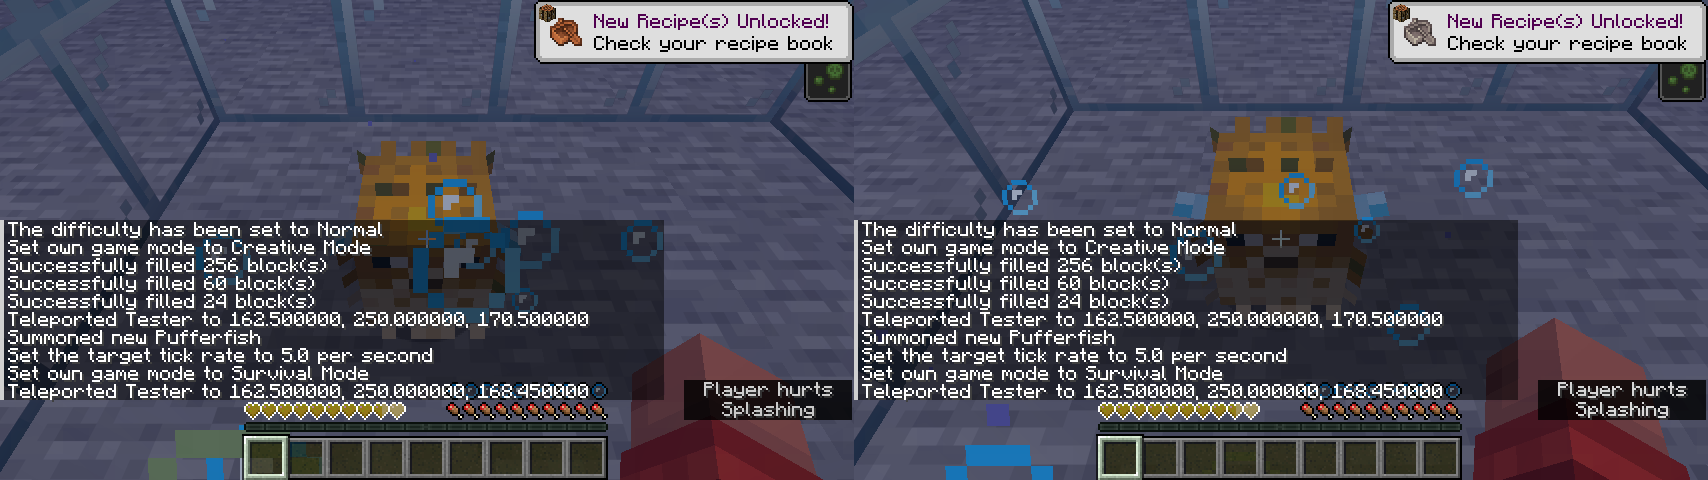 New Recipe(s) Unlocked!
Check your recipe book
The difficulty has been set to Normal
Set own game mode to Creative Mode
Successfully filled 256 block(s)
Successfully filled 60 block(s)
Successfully filled 24 block(s)
Teleported Tester to 162.500000, 250.000000, 170.500000
Summoned new Pufferfish
Set the target tick rate to 5.0 per second
Set own game mode to Survival Mode
Teleported Tester to 162.500000, 250.000000, 168.450000
Player hurts
Splashing
New Recipe(s) Unlocked!
Check your recipe book
The difficulty has been set to Normal
Set own game mode to Creative Mode
Successfully filled 256 block(s)
Successfully filled 60 block(s)
Successfully filled 24 block(s)
Teleported Tester to 162.500000, 250.000000, 170.500000
Summoned new Pufferfish
Set the target tick rate to 5.0 per second
Set own game mode to Survival Mode
Teleported Tester to 162.500000, 250.000000, 168.450000
Player hurts
Splashing